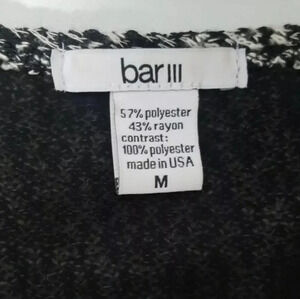 bar III
57% polyester
43% rayon
contrast:
100% polyester
made in USA
M